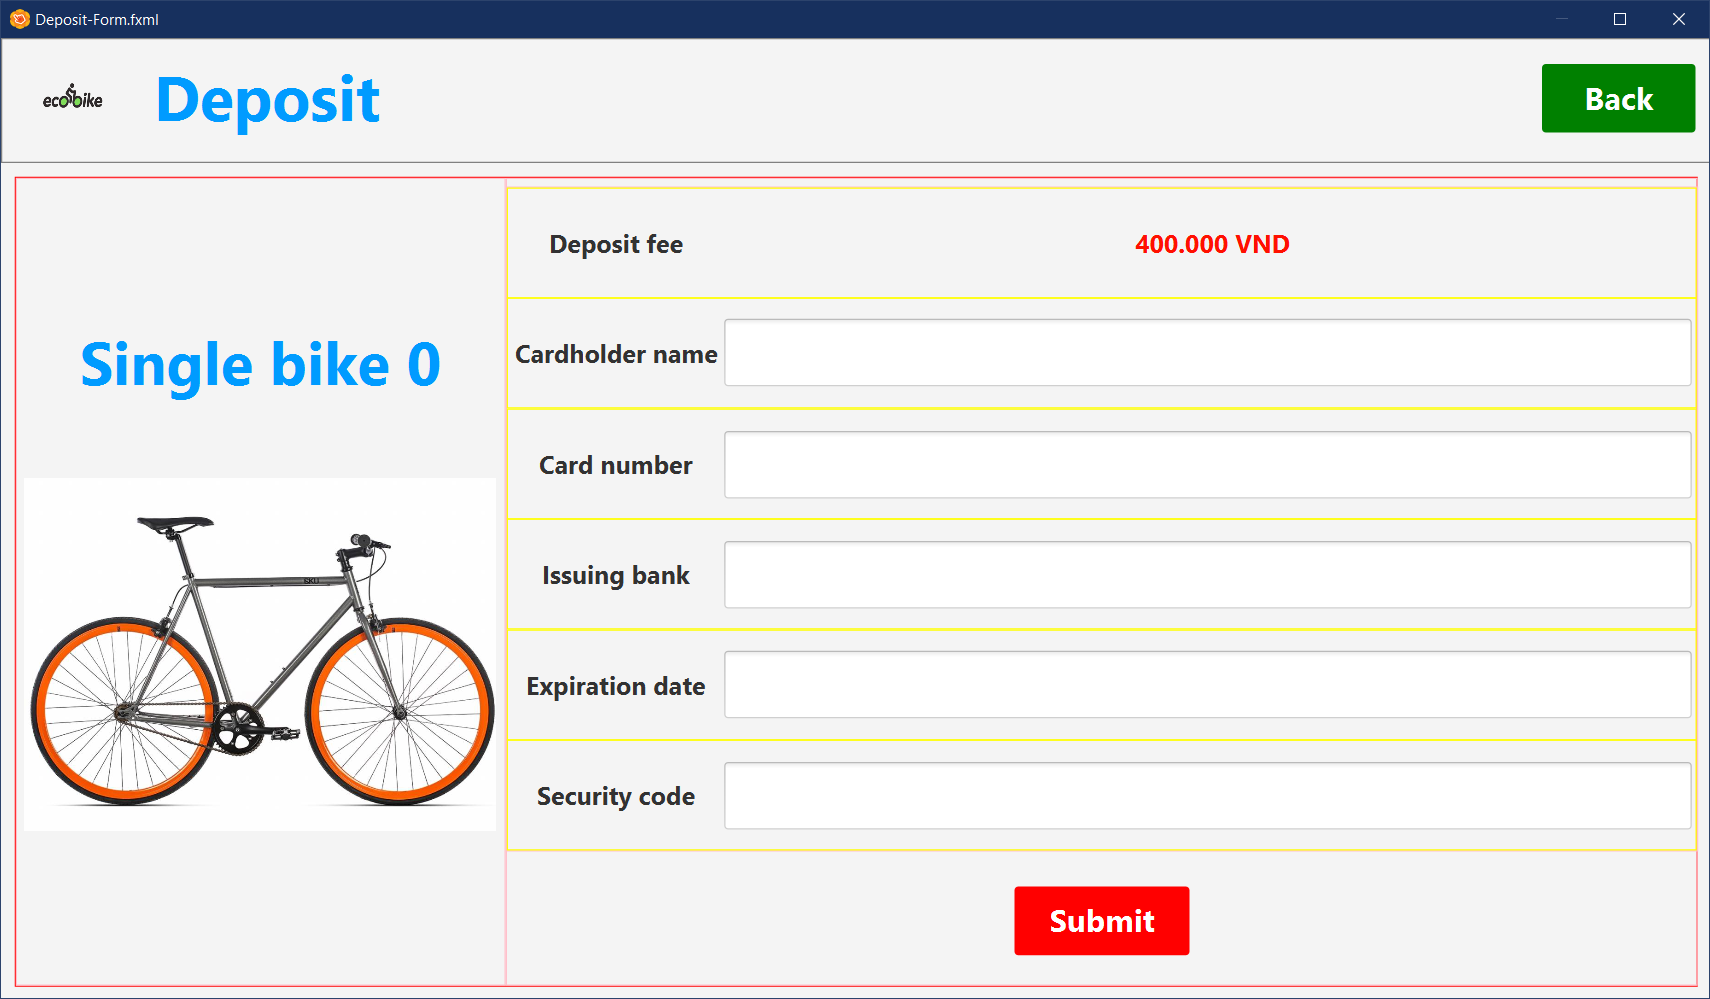 Deposit-Form.fxml
ecobike
Deposit
Back
Single bike 0
Deposit fee
400.000 VND
Cardholder name
Card number
Issuing bank
Expiration date
Security code
Submit